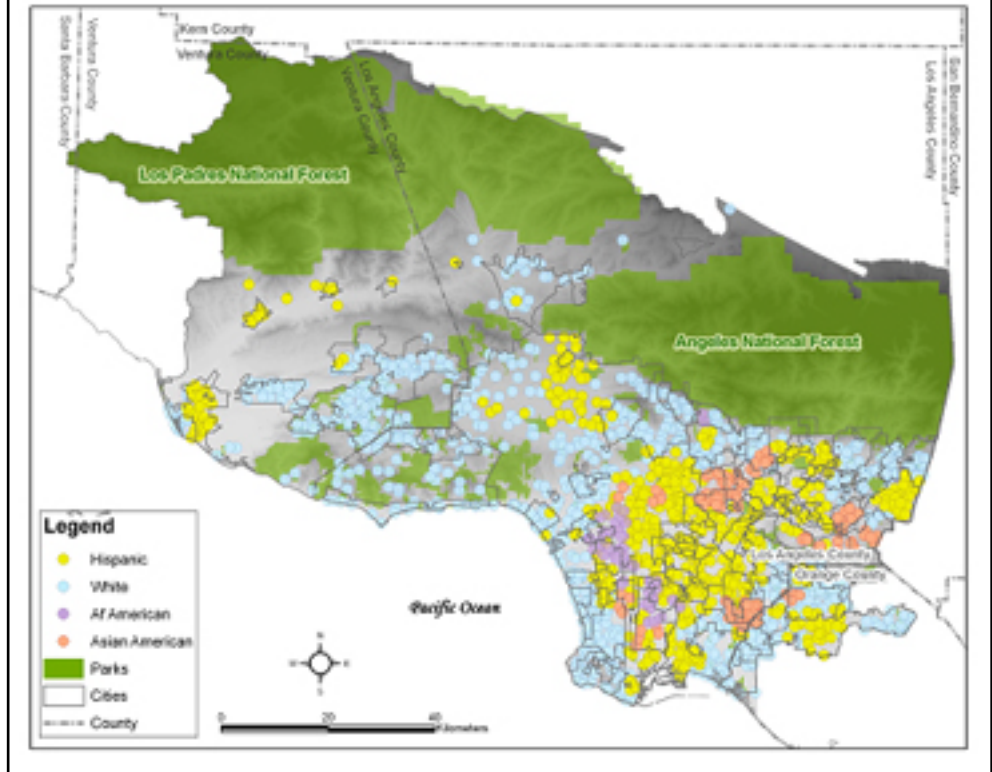 Kern County
Ventura County
Santa Barbara County
Ventura County
Los Angeles County
Ventura County
Los Angeles County
San Bernardino County
Los Padres National Forest
Angeles National Forest
Los Angeles County
Orange County
Pacific Ocean
Legend
Hispanic
White
Af American
Asian American
Parks
Cities
County
N
W
E
S
0 20 40
Kilometers